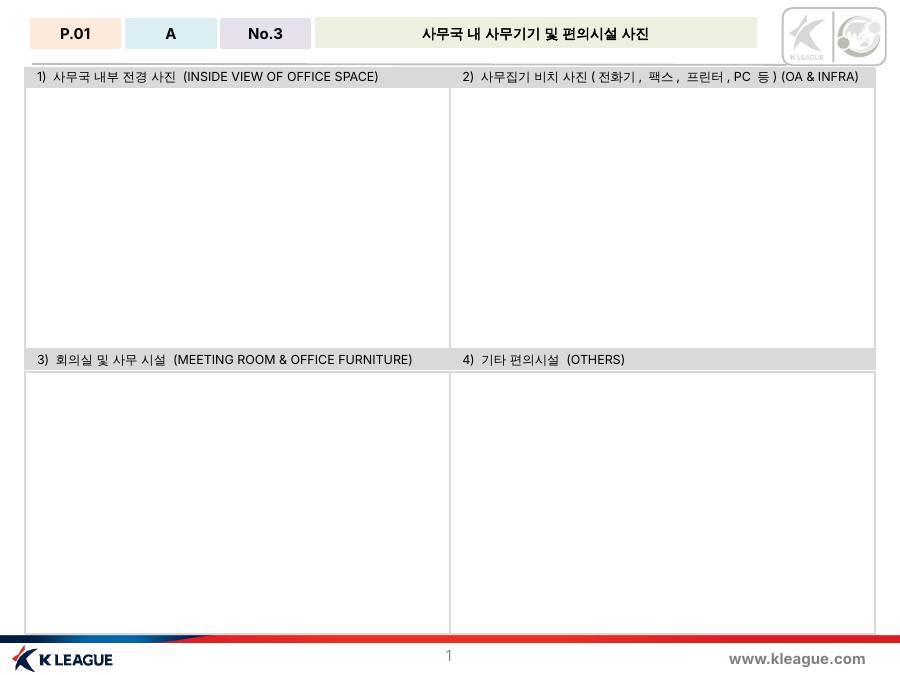 P.01 A No.3 사무국 내 사무기기 및 편의시설 사진
K LEAGUE
1) 사무국 내부 전경 사진 (INSIDE VIEW OF OFFICE SPACE)
2) 사무집기 비치 사진 ( 전화기 , 팩스 , 프린터 , PC 등 ) (OA & INFRA)
3) 회의실 및 사무 시설 (MEETING ROOM & OFFICE FURNITURE)
4) 기타 편의시설 (OTHERS)
K LEAGUE
1
www.kleague.com